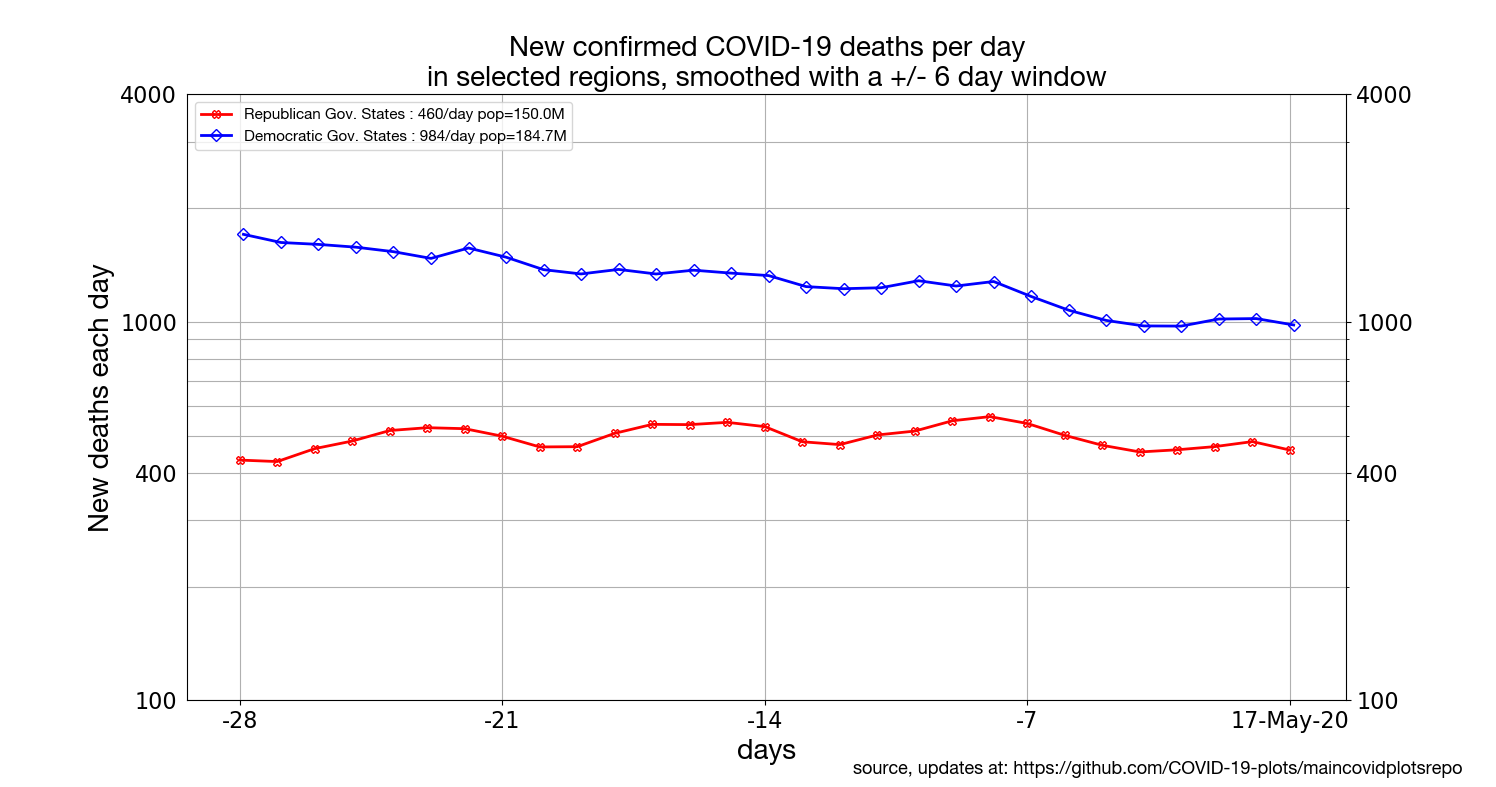 New confirmed COVID-19 deaths per day
in selected regions, smoothed with a +/- 6 day window
4000
4000
Republican Gov. States : 460/day pop=150.0M
Democratic Gov. States : 984/day pop=184.7M
1000
1000
New deaths each day
400
400
100
100
-28
-21
-14
-7
17-May-20
days
source, updates at: https://github.com/COVID-19-plots/maincovidplotsrepo